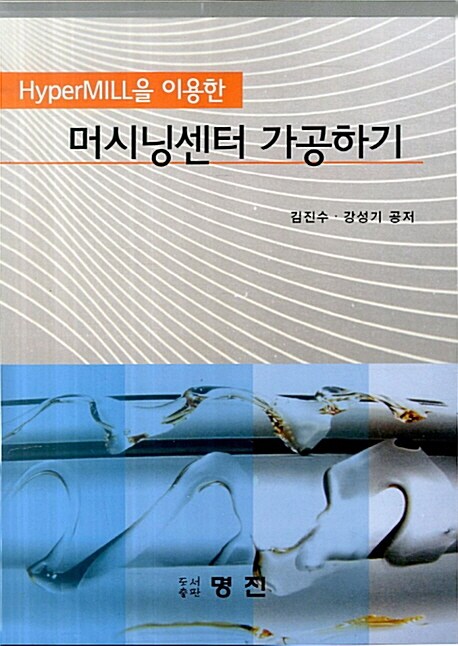 HyperMILL을 이용한
머시닝센터 가공하기
김진수 · 강성기 공저
도서
출판 명진